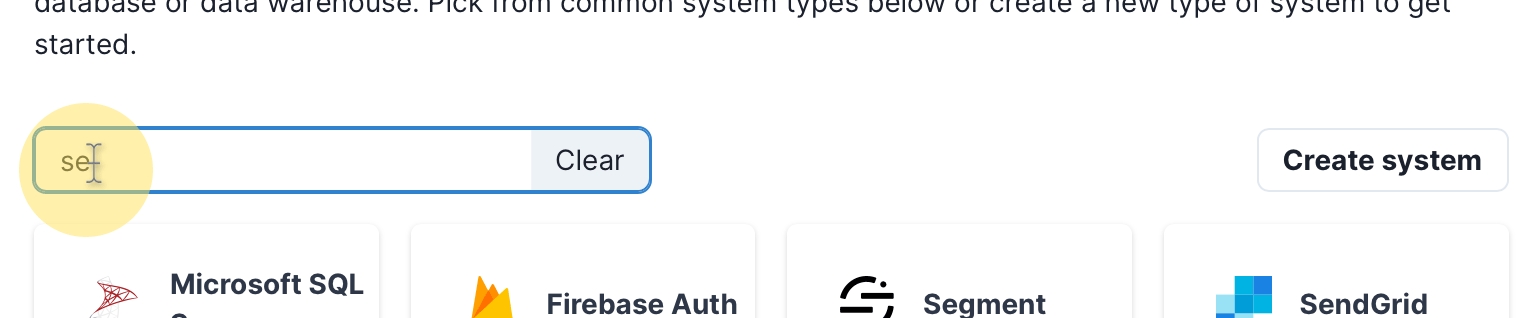 database or data warehouse. Pick from common system types below or create a new type of system to get
started.
se
Clear
Create system
Microsoft SQL
Firebase Auth
Segment
SendGrid